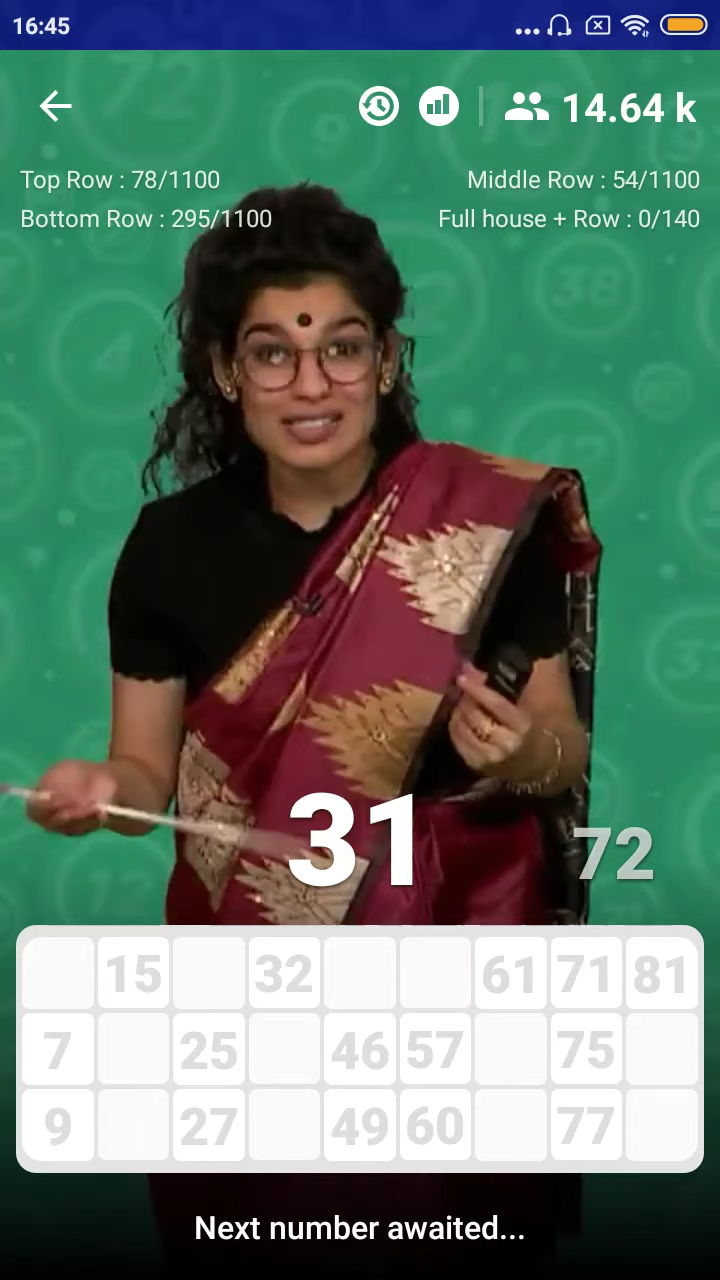 16:45
14.64 k
Top Row : 78/1100 Middle Row : 54/1100
Bottom Row : 295/1100 Full house + Row : 0/140
31 72
15 32 61 71 81
7 25 46 57 75
9 27 49 60 77
Next number awaited...